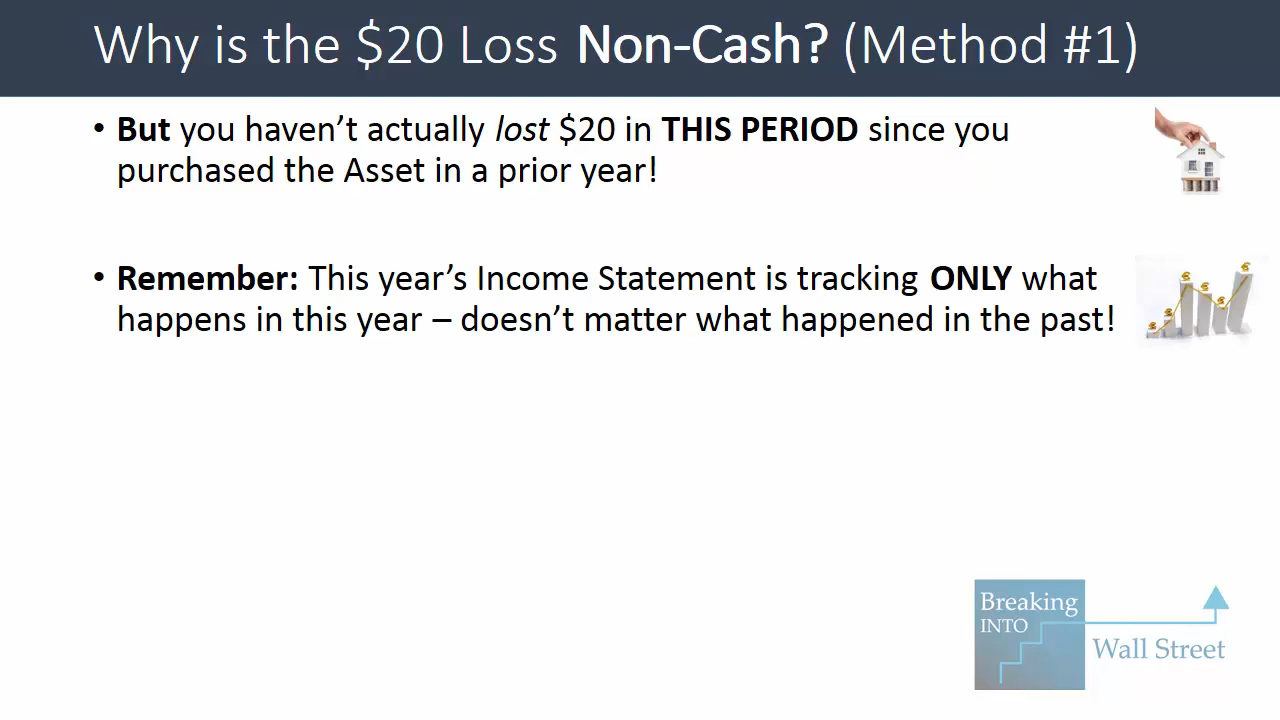 Why is the $20 Loss Non-Cash? (Method #1)
• But you haven’t actually lost $20 in THIS PERIOD since you
purchased the Asset in a prior year!
• Remember: This year’s Income Statement is tracking ONLY what
happens in this year – doesn’t matter what happened in the past!
Breaking
INTO
Wall Street